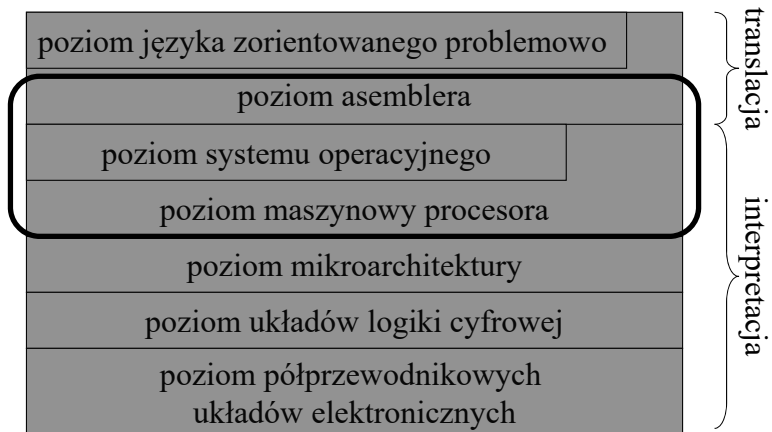 poziom języka zorientowanego problemowo
poziom asemblera
poziom systemu operacyjnego
poziom maszynowy procesora
poziom mikroarchitektury
poziom układów logiki cyfrowej
poziom półprzewodnikowych
układów elektronicznych
translacja
interpretacja